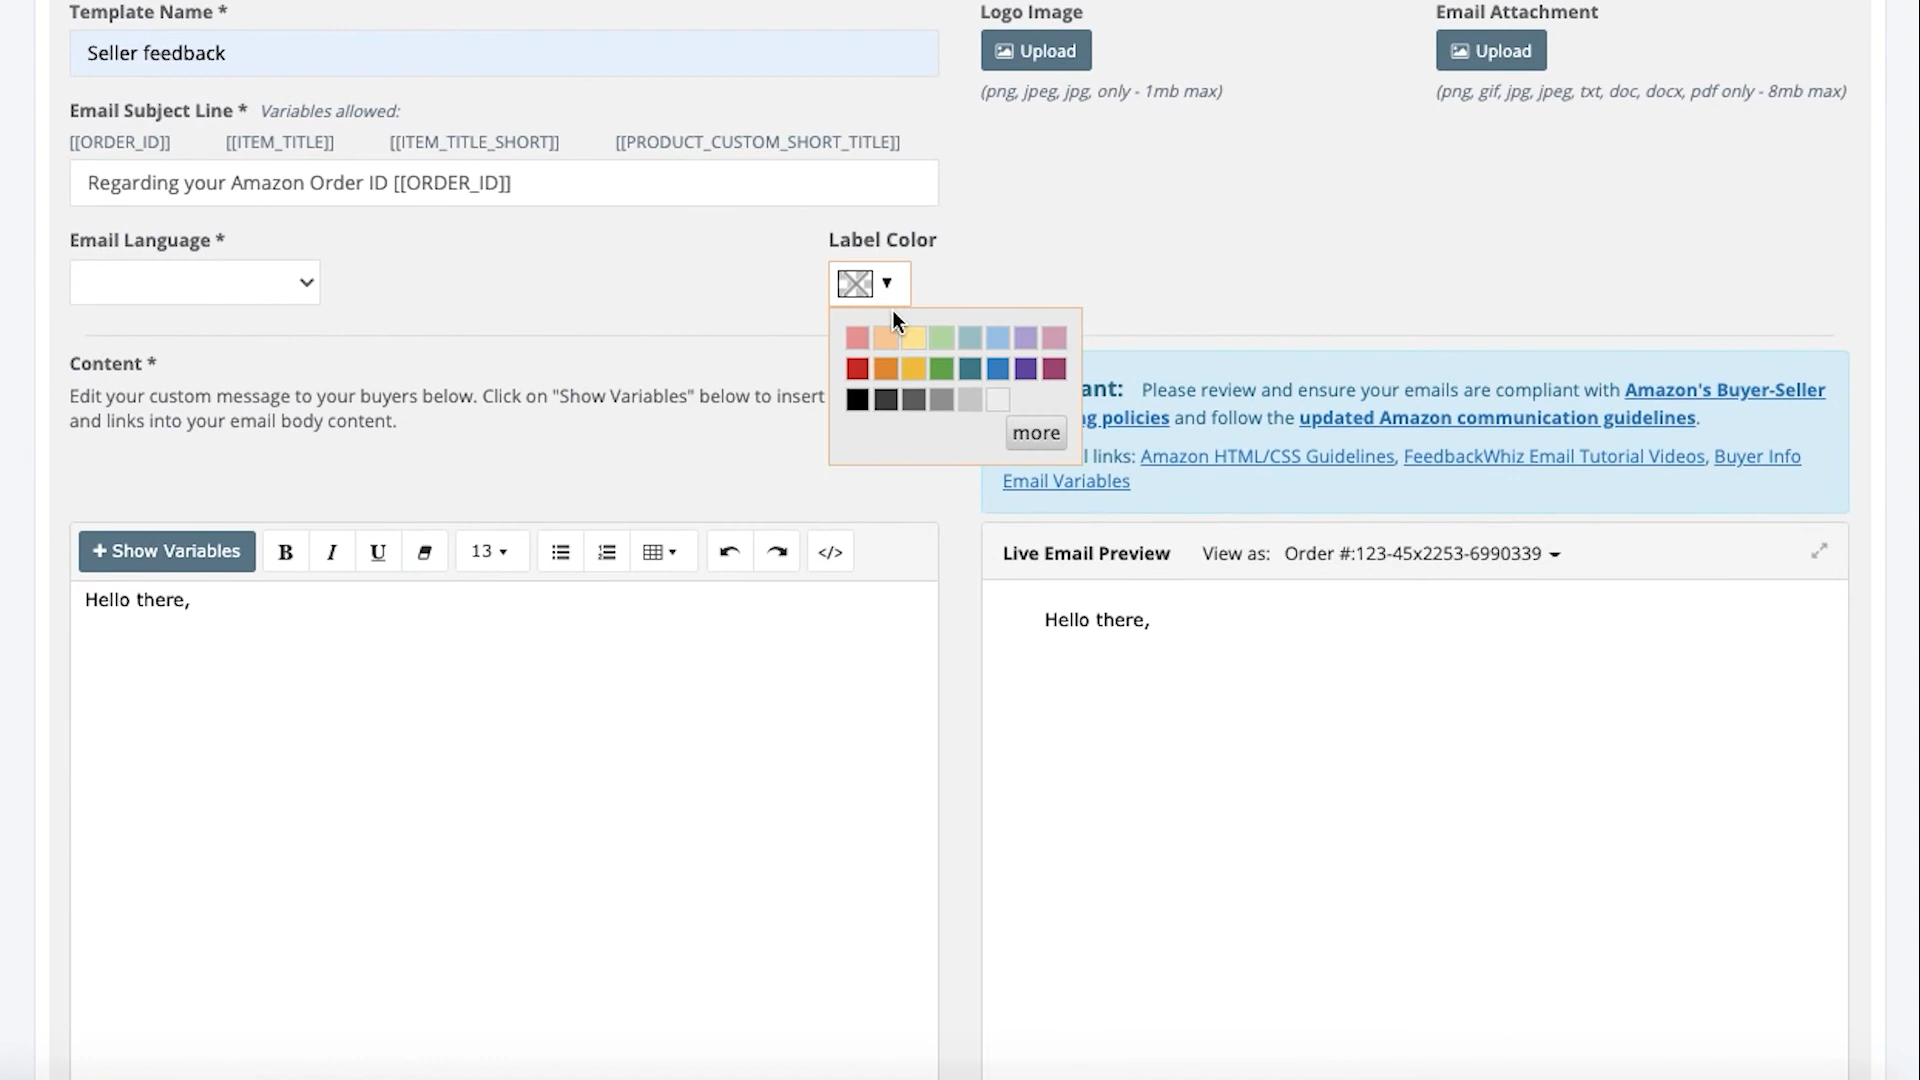 Template Name *
Seller feedback
Logo Image
Upload
(png, jpeg, jpg, only - 1mb max)
Email Attachment
Upload
(png, gif, jpg, jpeg, txt, doc, docx, pdf only - 8mb max)
Email Subject Line * Variables allowed:
[[ORDER_ID]] [[ITEM_TITLE]] [[ITEM_TITLE_SHORT]] [[PRODUCT_CUSTOM_SHORT_TITLE]]
Regarding your Amazon Order ID [[ORDER_ID]]
Email Language *
Label Color
more
Content *
Edit your custom message to your buyers below. Click on "Show Variables" below to insert
and links into your email body content.
ant: Please review and ensure your emails are compliant with Amazon's Buyer-Seller
g policies and follow the updated Amazon communication guidelines.
l links: Amazon HTML/CSS Guidelines, FeedbackWhiz Email Tutorial Videos, Buyer Info
Email Variables
+ Show Variables B I U 13 </>
Hello there,
Live Email Preview View as: Order #:123-45x2253-6990339
Hello there,